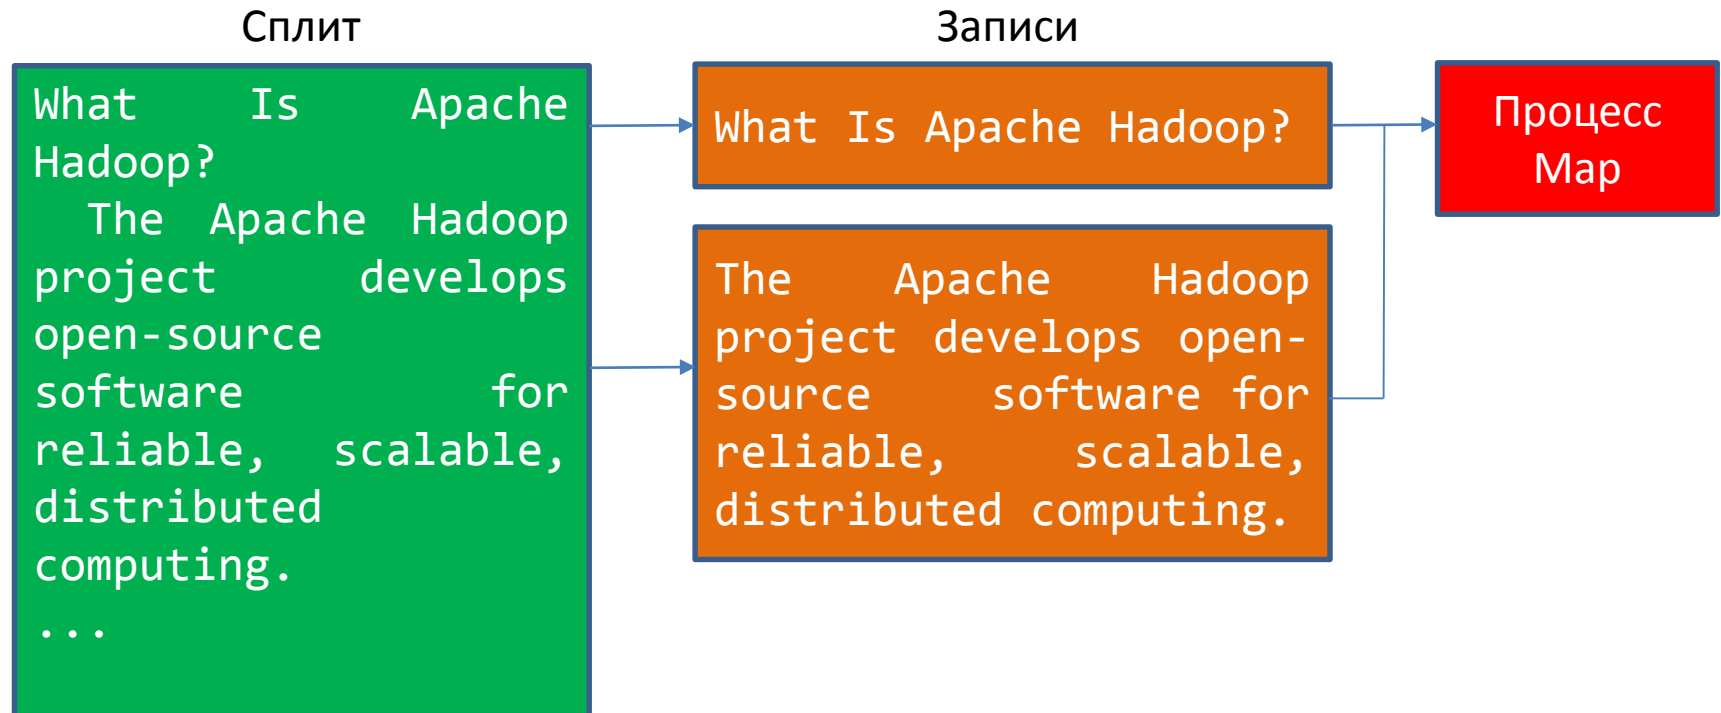 Сплит
What Is Apache
Hadoop?
The Apache Hadoop
project develops
open-source
software for
reliable, scalable,
distributed
computing.
...
Записи
What Is Apache Hadoop?
The Apache Hadoop
project develops open-
source software for
reliable, scalable,
distributed computing.
Процесс
Map